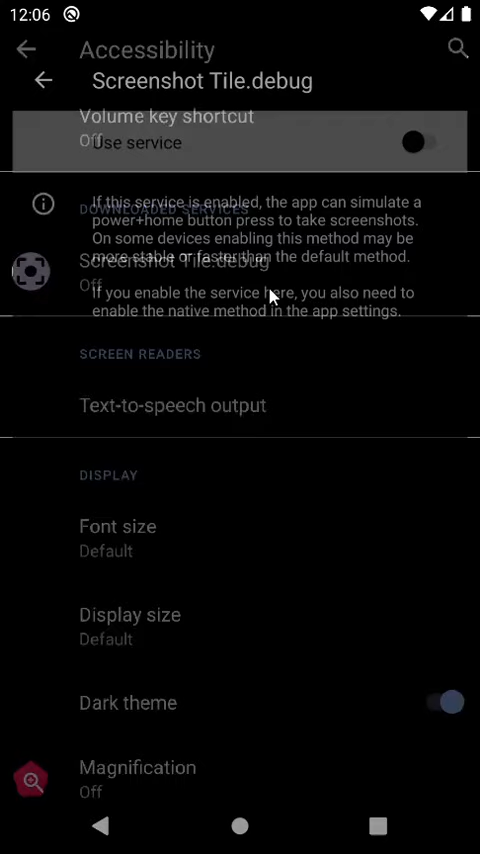 12:06
Accessibility
Screenshot Tile.debug
Volume key shortcut
Off
Use service
DOWNLOADED SERVICES
If this service is enabled, the app can simulate a
power+home button press to take screenshots.
On some devices enabling this method may be
more stable or faster than the default method.
Screenshot Tile.debug
Off
If you enable the service here, you also need to
enable the native method in the app settings.
SCREEN READERS
Text-to-speech output
DISPLAY
Font size
Default
Display size
Default
Dark theme
Magnification
Off